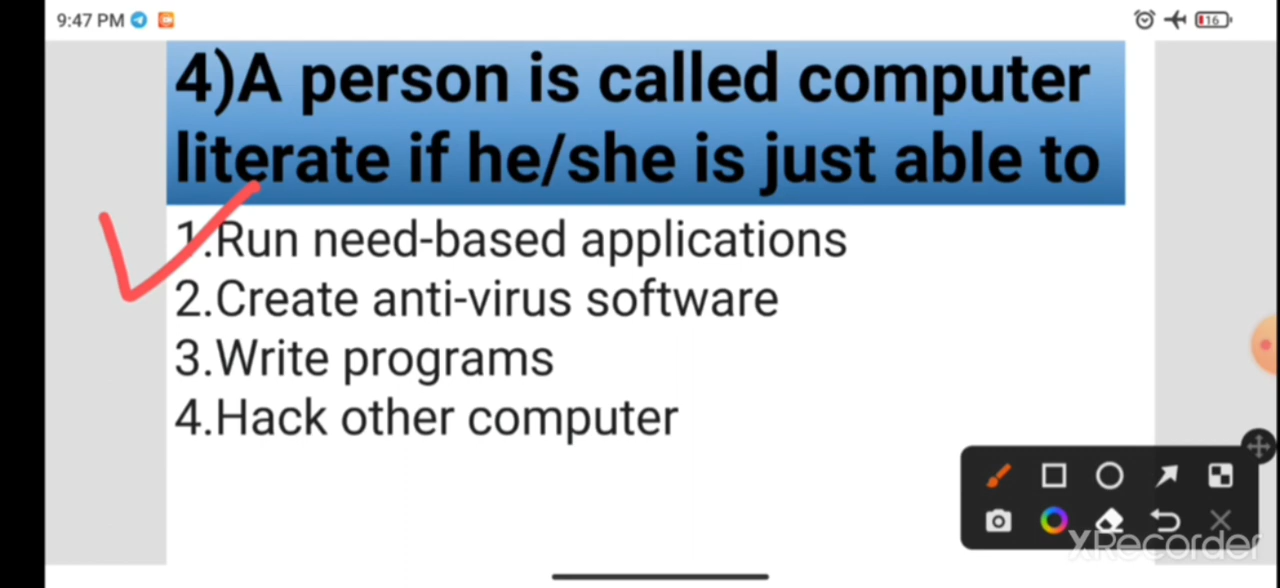 9:47 PM
16
4)A person is called computer
literate if he/she is just able to
1.Run need-based applications
2.Create anti-virus software
3.Write programs
4.Hack other computer
XRecorder